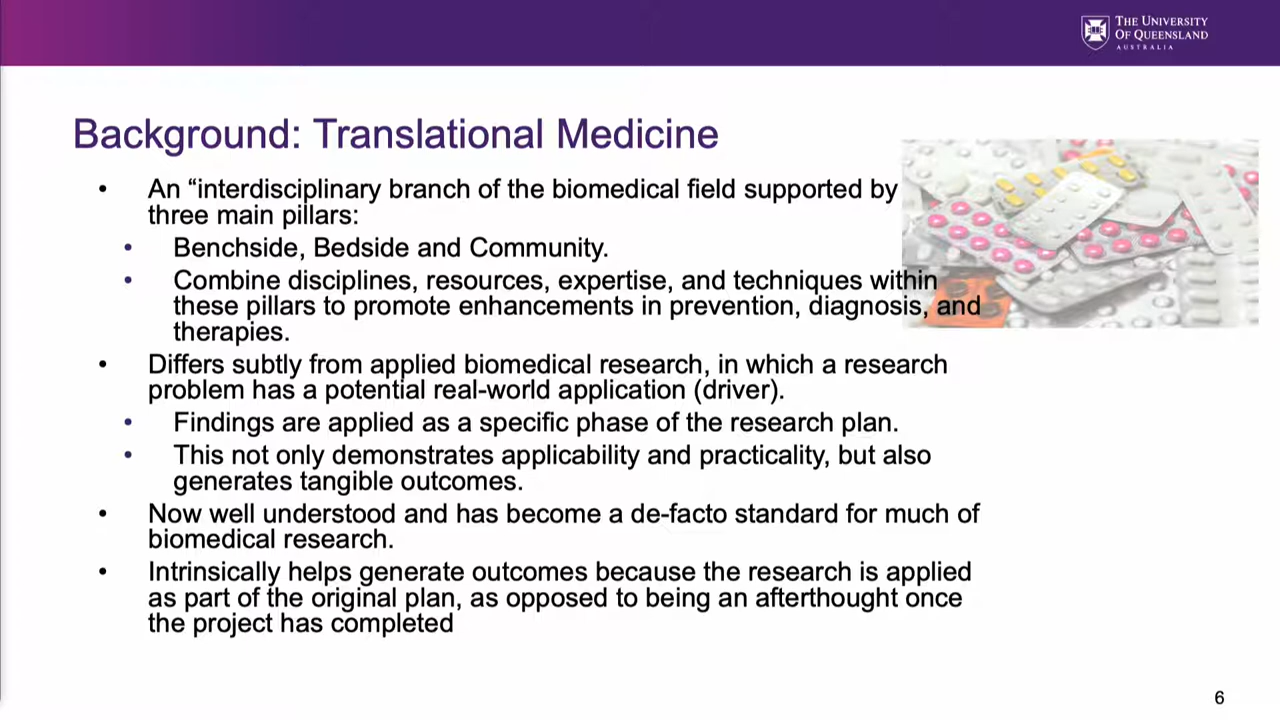 THE UNIVERSITY
OF QUEENSLAND
AUSTRALIA
Background: Translational Medicine
• An “interdisciplinary branch of the biomedical field supported by
three main pillars:
• Benchside, Bedside and Community.
• Combine disciplines, resources, expertise, and techniques within
these pillars to promote enhancements in prevention, diagnosis, and
therapies.
• Differs subtly from applied biomedical research, in which a research
problem has a potential real-world application (driver).
• Findings are applied as a specific phase of the research plan.
• This not only demonstrates applicability and practicality, but also
generates tangible outcomes.
• Now well understood and has become a de-facto standard for much of
biomedical research.
• Intrinsically helps generate outcomes because the research is applied
as part of the original plan, as opposed to being an afterthought once
the project has completed
6